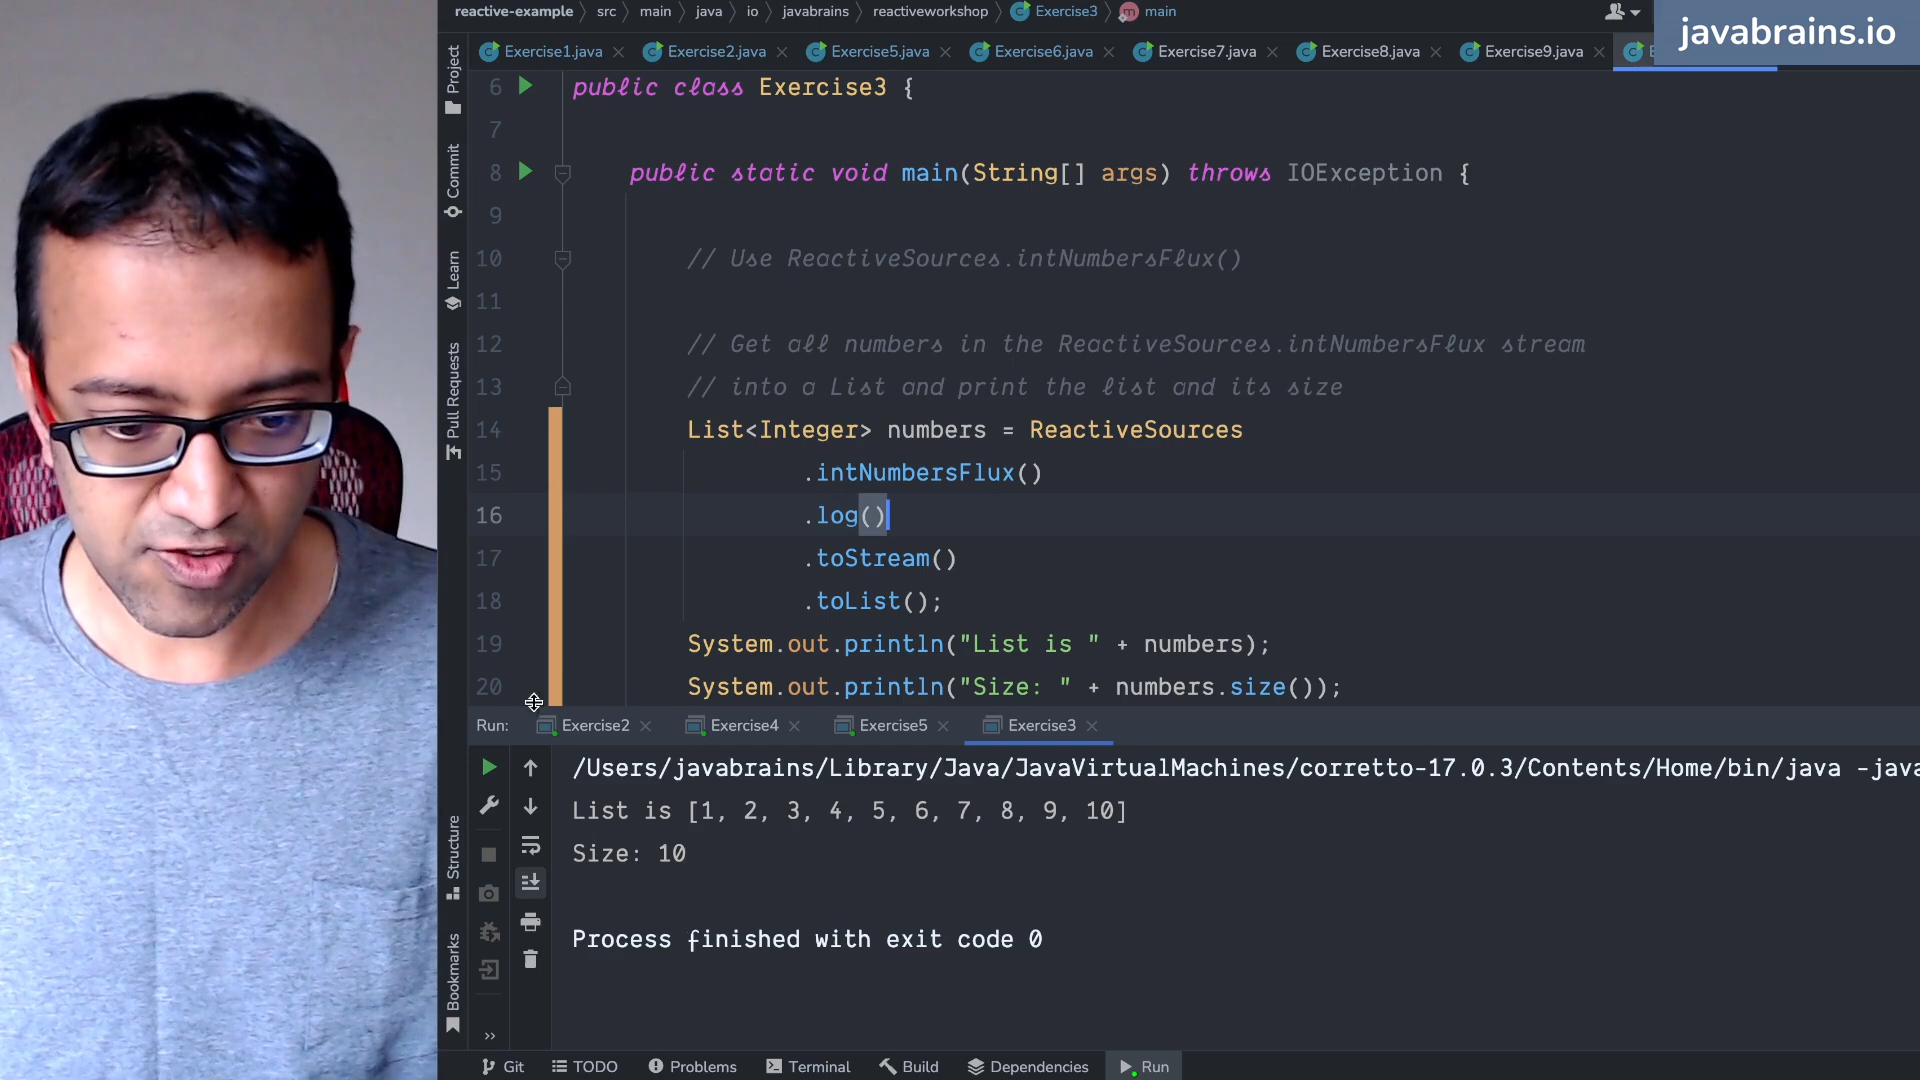 reactive-example src main java io javabrains reactiveworkshop Exercise3 main
javabrains.io
Exercise1.java Exercise2.java Exercise5.java Exercise6.java Exercise7.java Exercise8.java Exercise9.java
Project
Commit
Learn
Pull Requests
Structure
Bookmarks
6 public class Exercise3 {
7
8 public static void main(String[] args) throws IOException {
9
10 // Use ReactiveSources.intNumbersFlux()
11
12 // Get all numbers in the ReactiveSources.intNumbersFlux stream
13 // into a List and print the list and its size
14 List<Integer> numbers = ReactiveSources
15 .intNumbersFlux()
16 .log()
17 .toStream()
18 .toList();
19 System.out.println("List is " + numbers);
20 System.out.println("Size: " + numbers.size());
Run: Exercise2 Exercise4 Exercise5 Exercise3
/Users/javabrains/Library/Java/JavaVirtualMachines/corretto-17.0.3/Contents/Home/bin/java -java
List is [1, 2, 3, 4, 5, 6, 7, 8, 9, 10]
Size: 10
Process finished with exit code 0
Git TODO Problems Terminal Build Dependencies Run